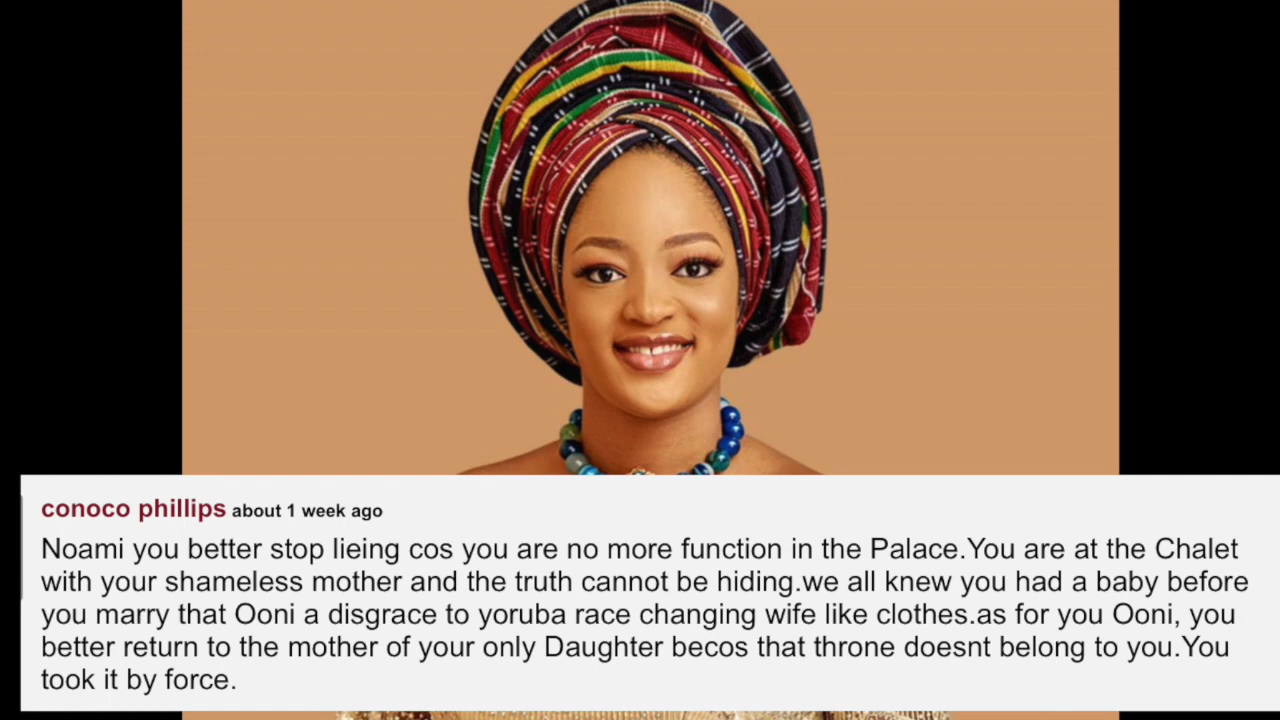 conoco phillips about 1 week ago
Noami you better stop lieing cos you are no more function in the Palace.You are at the Chalet
with your shameless mother and the truth cannot be hiding.we all knew you had a baby before
you marry that Ooni a disgrace to yoruba race changing wife like clothes.as for you Ooni, you
better return to the mother of your only Daughter becos that throne doesnt belong to you.You
took it by force.